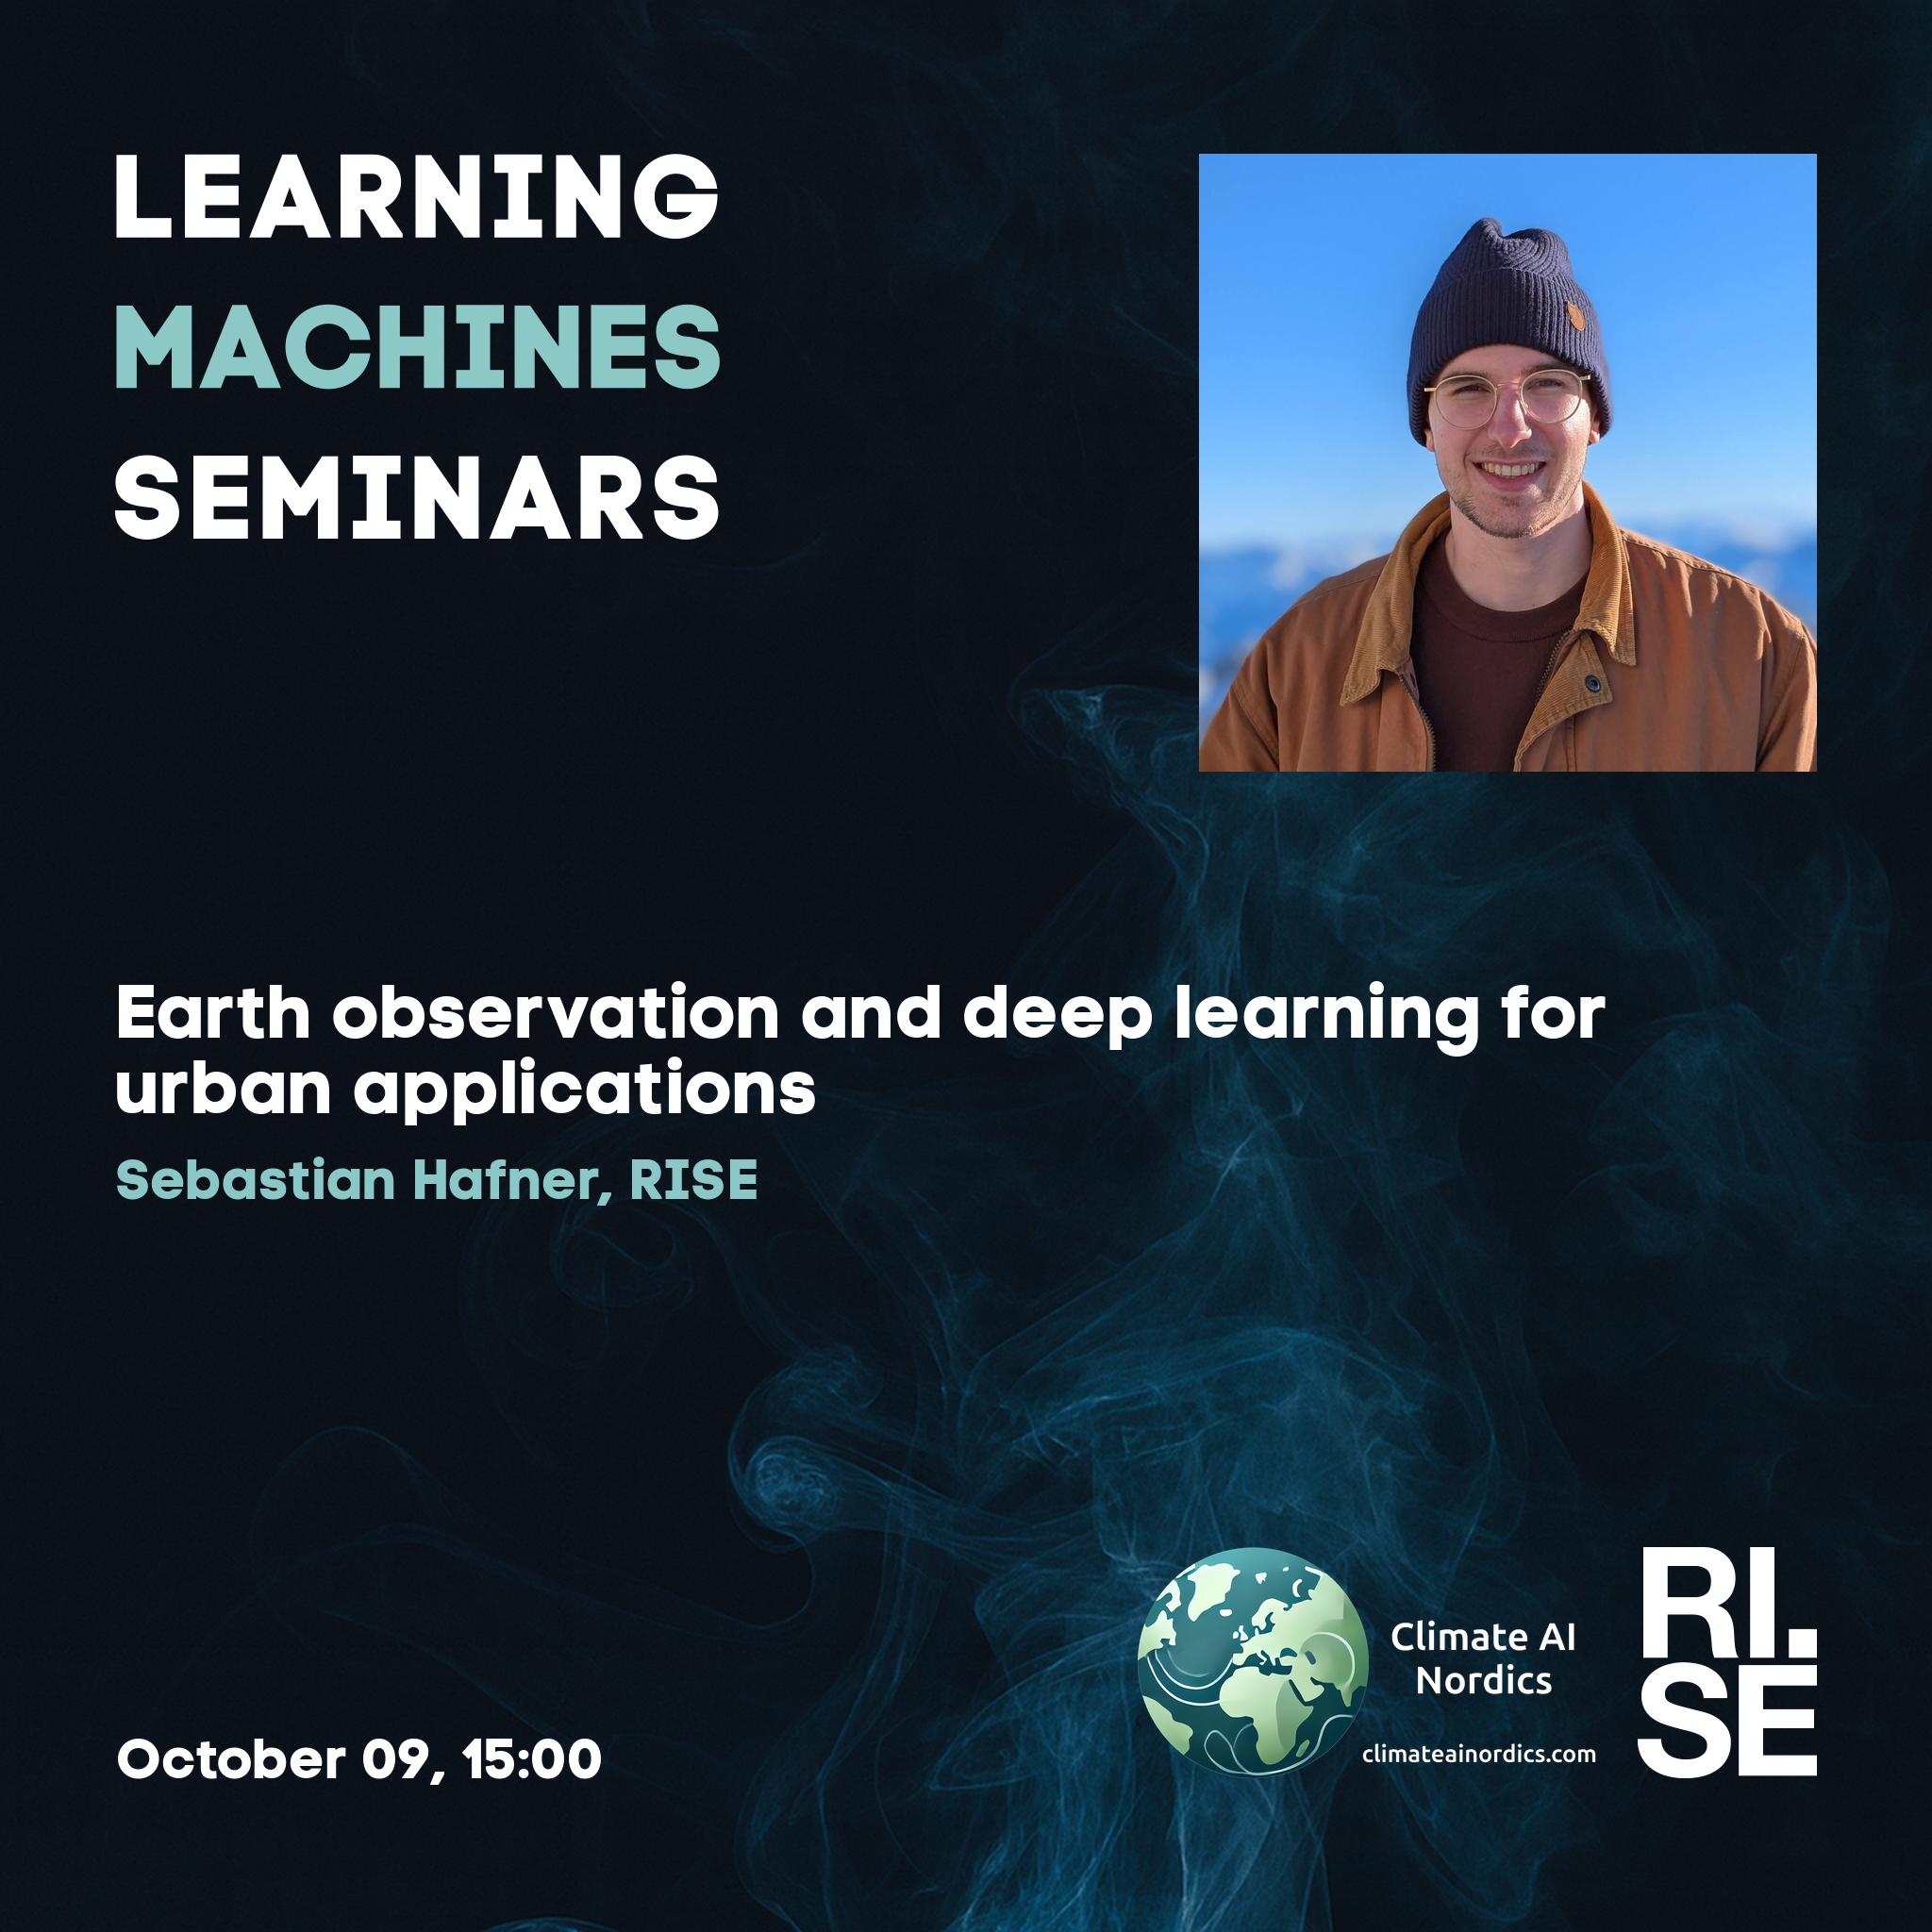 LEARNING
MACHINES
SEMINARS
Earth observation and deep learning for
urban applications
Sebastian Hafner, RISE
October 09, 15:00
Climate AI
Nordics
climateainordics.com
RI.
SE